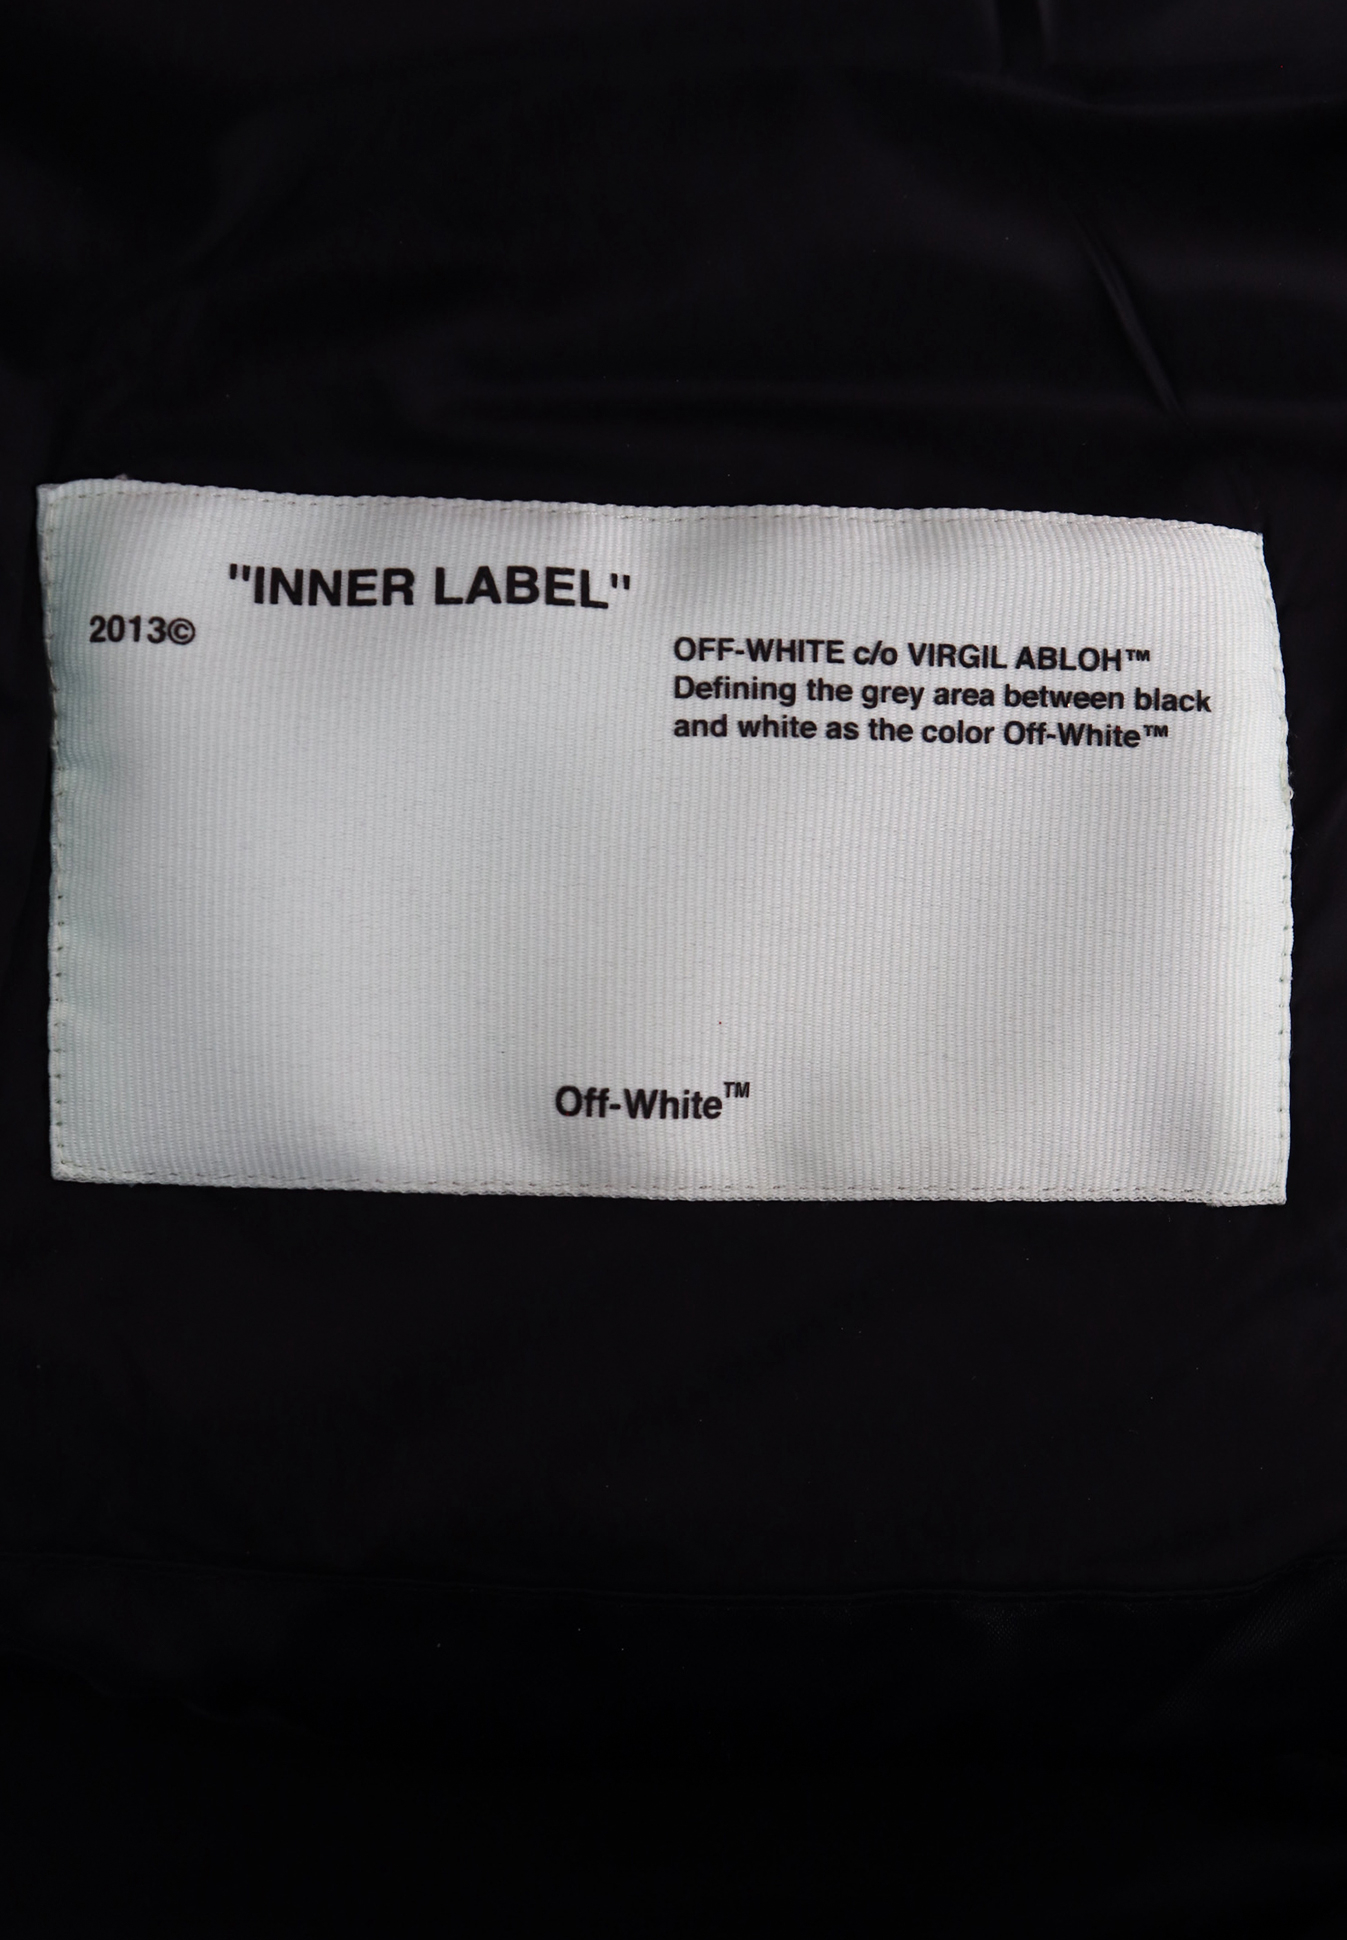 "INNER LABEL"
2013©
OFF-WHITE c/o VIRGIL ABLOH™
Defining the grey area between black
and white as the color Off-White™
Off-White™